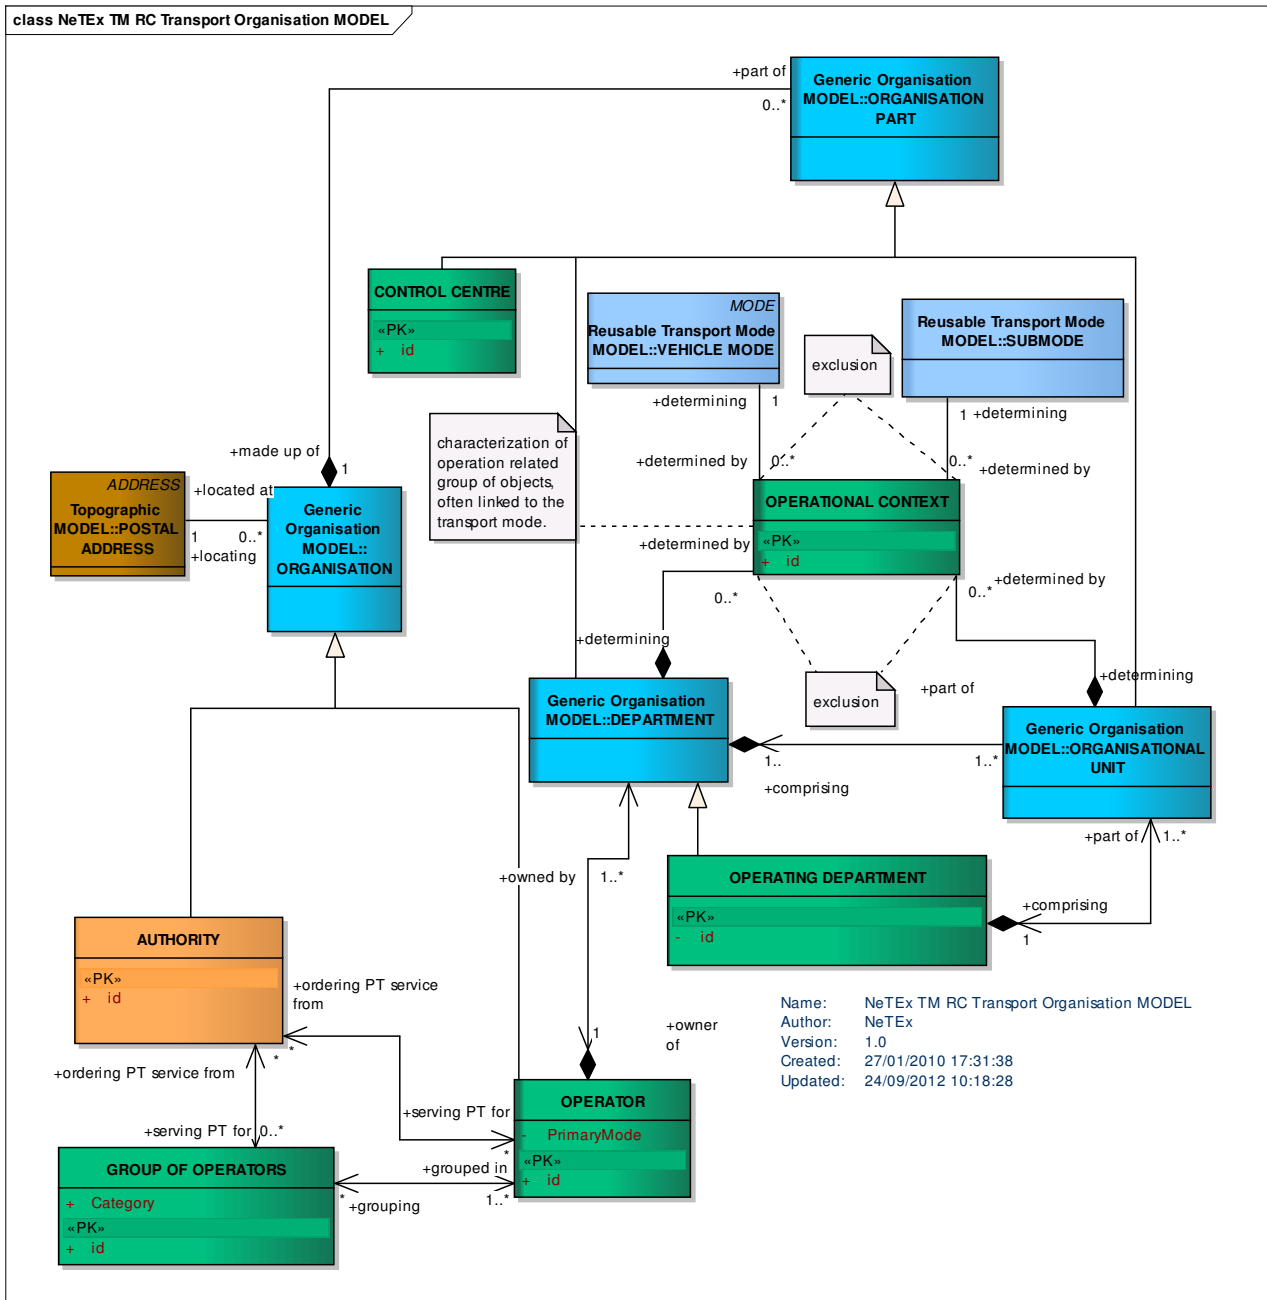 class NeTEx TM RC Transport Organisation MODEL
+part of
0..*
Generic Organisation
MODEL::ORGANISATION
PART
CONTROL CENTRE
«PK»
+ id
MODE
Reusable Transport Mode
MODEL::VEHICLE MODE
exclusion
Reusable Transport Mode
MODEL::SUBMODE
+determining
1
1
+determining
characterization of
operation related
group of objects,
often linked to the
transport mode.
+determined by
0..*
0..*
+determined by
+made up of
1
ADDRESS
Topographic
MODEL::POSTAL
ADDRESS
+located at
1
0..*
+locating
Generic
Organisation
MODEL::
ORGANISATION
OPERATIONAL CONTEXT
«PK»
+ id
+determined by
0..*
+determined by
0..*
+determining
exclusion
+part of
+determining
Generic Organisation
MODEL::DEPARTMENT
Generic Organisation
MODEL::ORGANISATIONAL
UNIT
1..
1..*
+comprising
+part of
1..*
+owned by
1..*
OPERATING DEPARTMENT
«PK»
- id
+comprising
1
AUTHORITY
«PK»
+ id
+ordering PT service
from
*
*
+ordering PT service from
1
+owner
of
Name: NeTEx TM RC Transport Organisation MODEL
Author: NeTEx
Version: 1.0
Created: 27/01/2010 17:31:38
Updated: 24/09/2012 10:18:28
+serving PT for
*
+serving PT for
0..*
OPERATOR
- PrimaryMode
«PK»
+ id
+grouped in
1..*
*
+grouping
GROUP OF OPERATORS
+ Category
«PK»
+ id